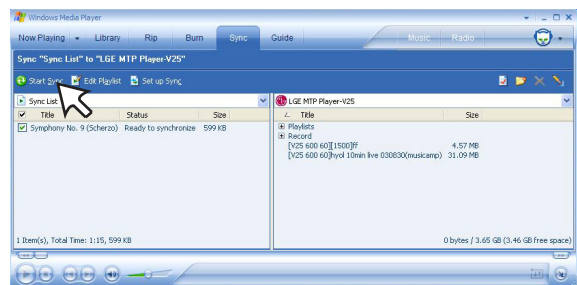 Windows Media Player
Now Playing Library Rip Burn Sync Guide Music Radio
Sync "Sync List" to "LGE MTP Player-V25"
Start Sync Edit Playlist Set up Sync
Sync List
Title Status Size
Symphony No. 9 (Scherzo) Ready to synchronize 599 KB
1 Item(s), Total Time: 1:15, 599 KB
LGE MTP Player-V25
Title Size
Playlists
Record
[V25 600 60][1500]ff 4.57 MB
[V25 600 60]hyol 10min live 030830(musicamp) 31.09 MB
0 bytes / 3.65 GB (3.46 GB free space)